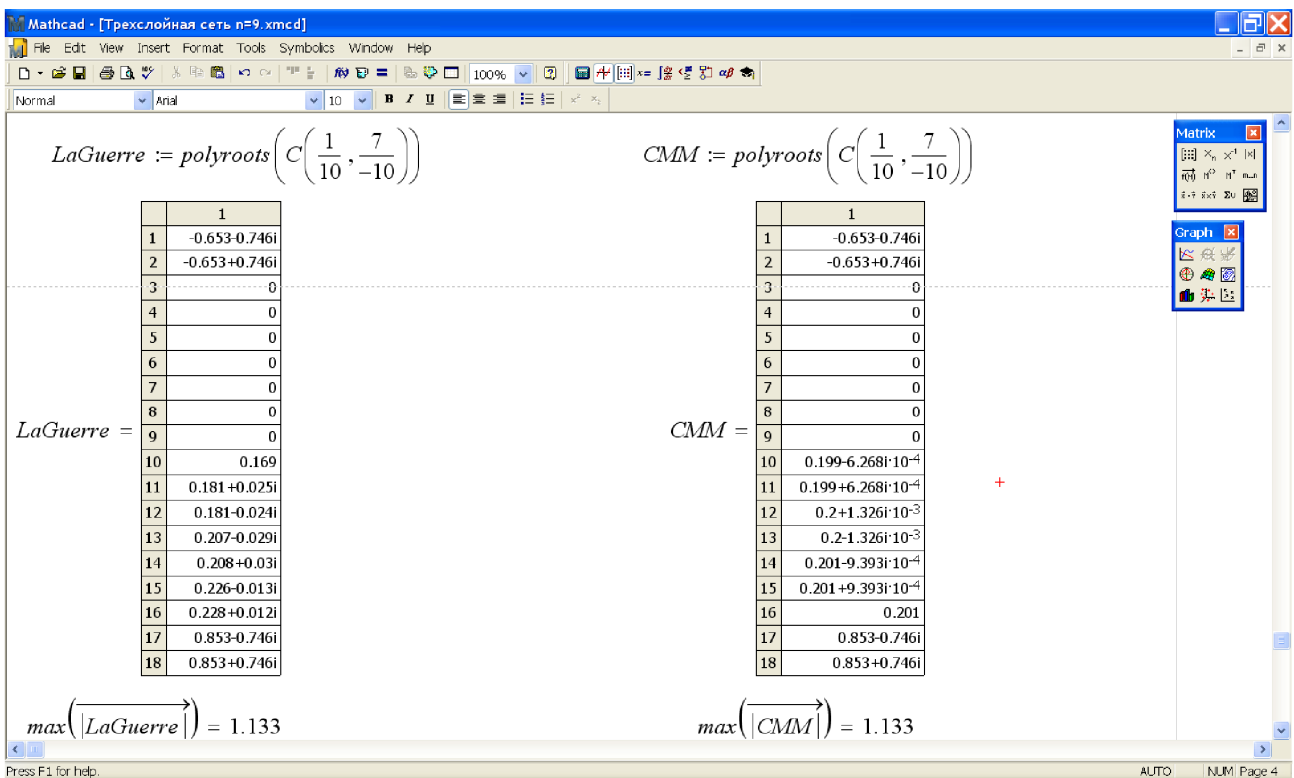 Mathcad - [Трехслойная сеть n=9.xmcd]
File Edit View Insert Format Tools Symbolics Window Help
100%
Normal Arial 10 B I U
LaGuerre := polyroots(C(1/10, 7/-10))
CMM := polyroots(C(1/10, 7/-10))
Matrix
Graph
LaGuerre =
1
1 -0.653-0.746i
2 -0.653+0.746i
3 0
4 0
5 0
6 0
7 0
8 0
9 0
10 0.169
11 0.181+0.025i
12 0.181-0.024i
13 0.207-0.029i
14 0.208+0.03i
15 0.226-0.013i
16 0.228+0.012i
17 0.853-0.746i
18 0.853+0.746i
CMM =
1
1 -0.653-0.746i
2 -0.653+0.746i
3 0
4 0
5 0
6 0
7 0
8 0
9 0
10 0.199-6.268i·10⁻⁴
11 0.199+6.268i·10⁻⁴
12 0.2+1.326i·10⁻³
13 0.2-1.326i·10⁻³
14 0.201-9.393i·10⁻⁴
15 0.201+9.393i·10⁻⁴
16 0.201
17 0.853-0.746i
18 0.853+0.746i
max(|LaGuerre|) = 1.133
max(|CMM|) = 1.133
Press F1 for help.
AUTO NUM Page 4